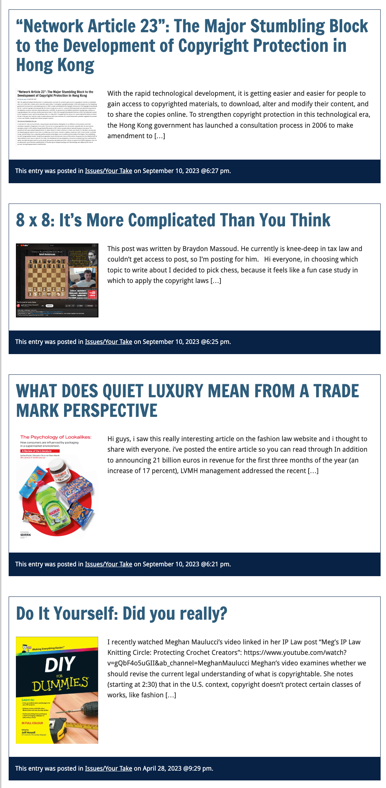 “Network Article 23”: The Major Stumbling Block
to the Development of Copyright Protection in
Hong Kong
"Network Article 23": The Major Stumbling Block to the
Development of Copyright Protection in Hong Kong
With the rapid technological development, it is getting easier and easier for people to
gain access to copyrighted materials, to download, alter and modify their content, and
to share the copies online. To strengthen copyright protection in this technological era,
the Hong Kong government has launched a consultation process in 2006 to make
amendment to […]
This entry was posted in Issues/Your Take on September 10, 2023 @6:27 pm.
8 x 8: It’s More Complicated Than You Think
This post was written by Braydon Massoud. He currently is knee-deep in tax law and
couldn’t get access to post, so I’m posting for him.   Hi everyone, in choosing which
topic to write about I decided to pick chess, because it feels like a fun case study in
which to apply the copyright laws […]
This entry was posted in Issues/Your Take on September 10, 2023 @6:25 pm.
WHAT DOES QUIET LUXURY MEAN FROM A TRADE
MARK PERSPECTIVE
The Psychology of Lookalikes:
Hi guys, i saw this really interesting article on the fashion law website and i thought to
share with everyone. i’ve posted the entire article so you can read through In addition
to announcing 21 billion euros in revenue for the first three months of the year (an
increase of 17 percent), LVMH management addressed the recent […]
This entry was posted in Issues/Your Take on September 10, 2023 @6:21 pm.
Do It Yourself: Did you really?
DIY
FOR
DUMMIES
I recently watched Meghan Maulucci’s video linked in her IP Law post “Meg’s IP Law
Knitting Circle: Protecting Crochet Creators”: https://www.youtube.com/watch?
v=gQbF4o5uGII&ab_channel=MeghanMaulucci Meghan’s video examines whether we
should revise the current legal understanding of what is copyrightable. She notes
(starting at 2:30) that in the U.S. context, copyright doesn’t protect certain classes of
works, like fashion […]
This entry was posted in Issues/Your Take on April 28, 2023 @9:29 pm.